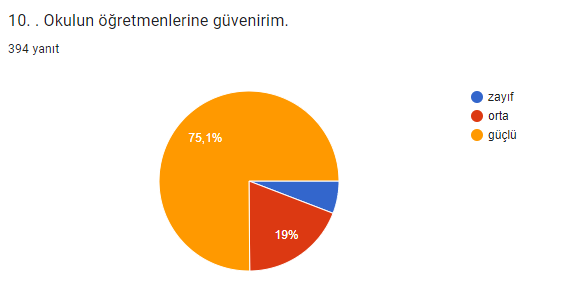 10. . Okulun öğretmenlerine güvenirim.
394 yanıt
75,1%
19%
zayıf
orta
güçlü